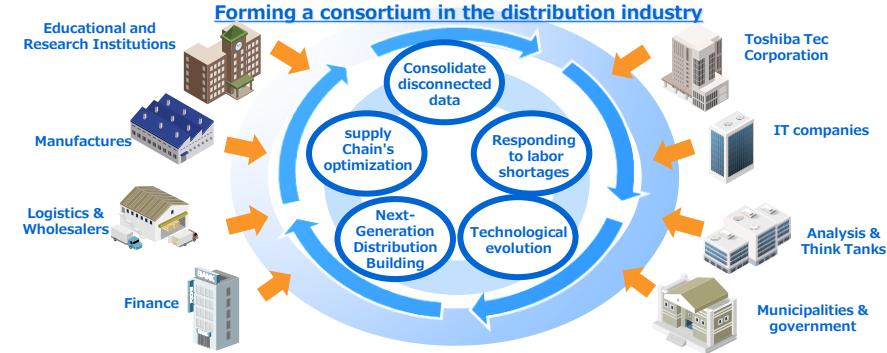 Forming a consortium in the distribution industry
Educational and
Research Institutions
Manufactures
Logistics &
Wholesalers
Finance
BANK
Consolidate
disconnected
data
supply
Chain's
optimization
Responding
to labor
shortages
Next-
Generation
Distribution
Building
Technological
evolution
Toshiba Tec
Corporation
IT companies
Analysis &
Think Tanks
Municipalities &
government